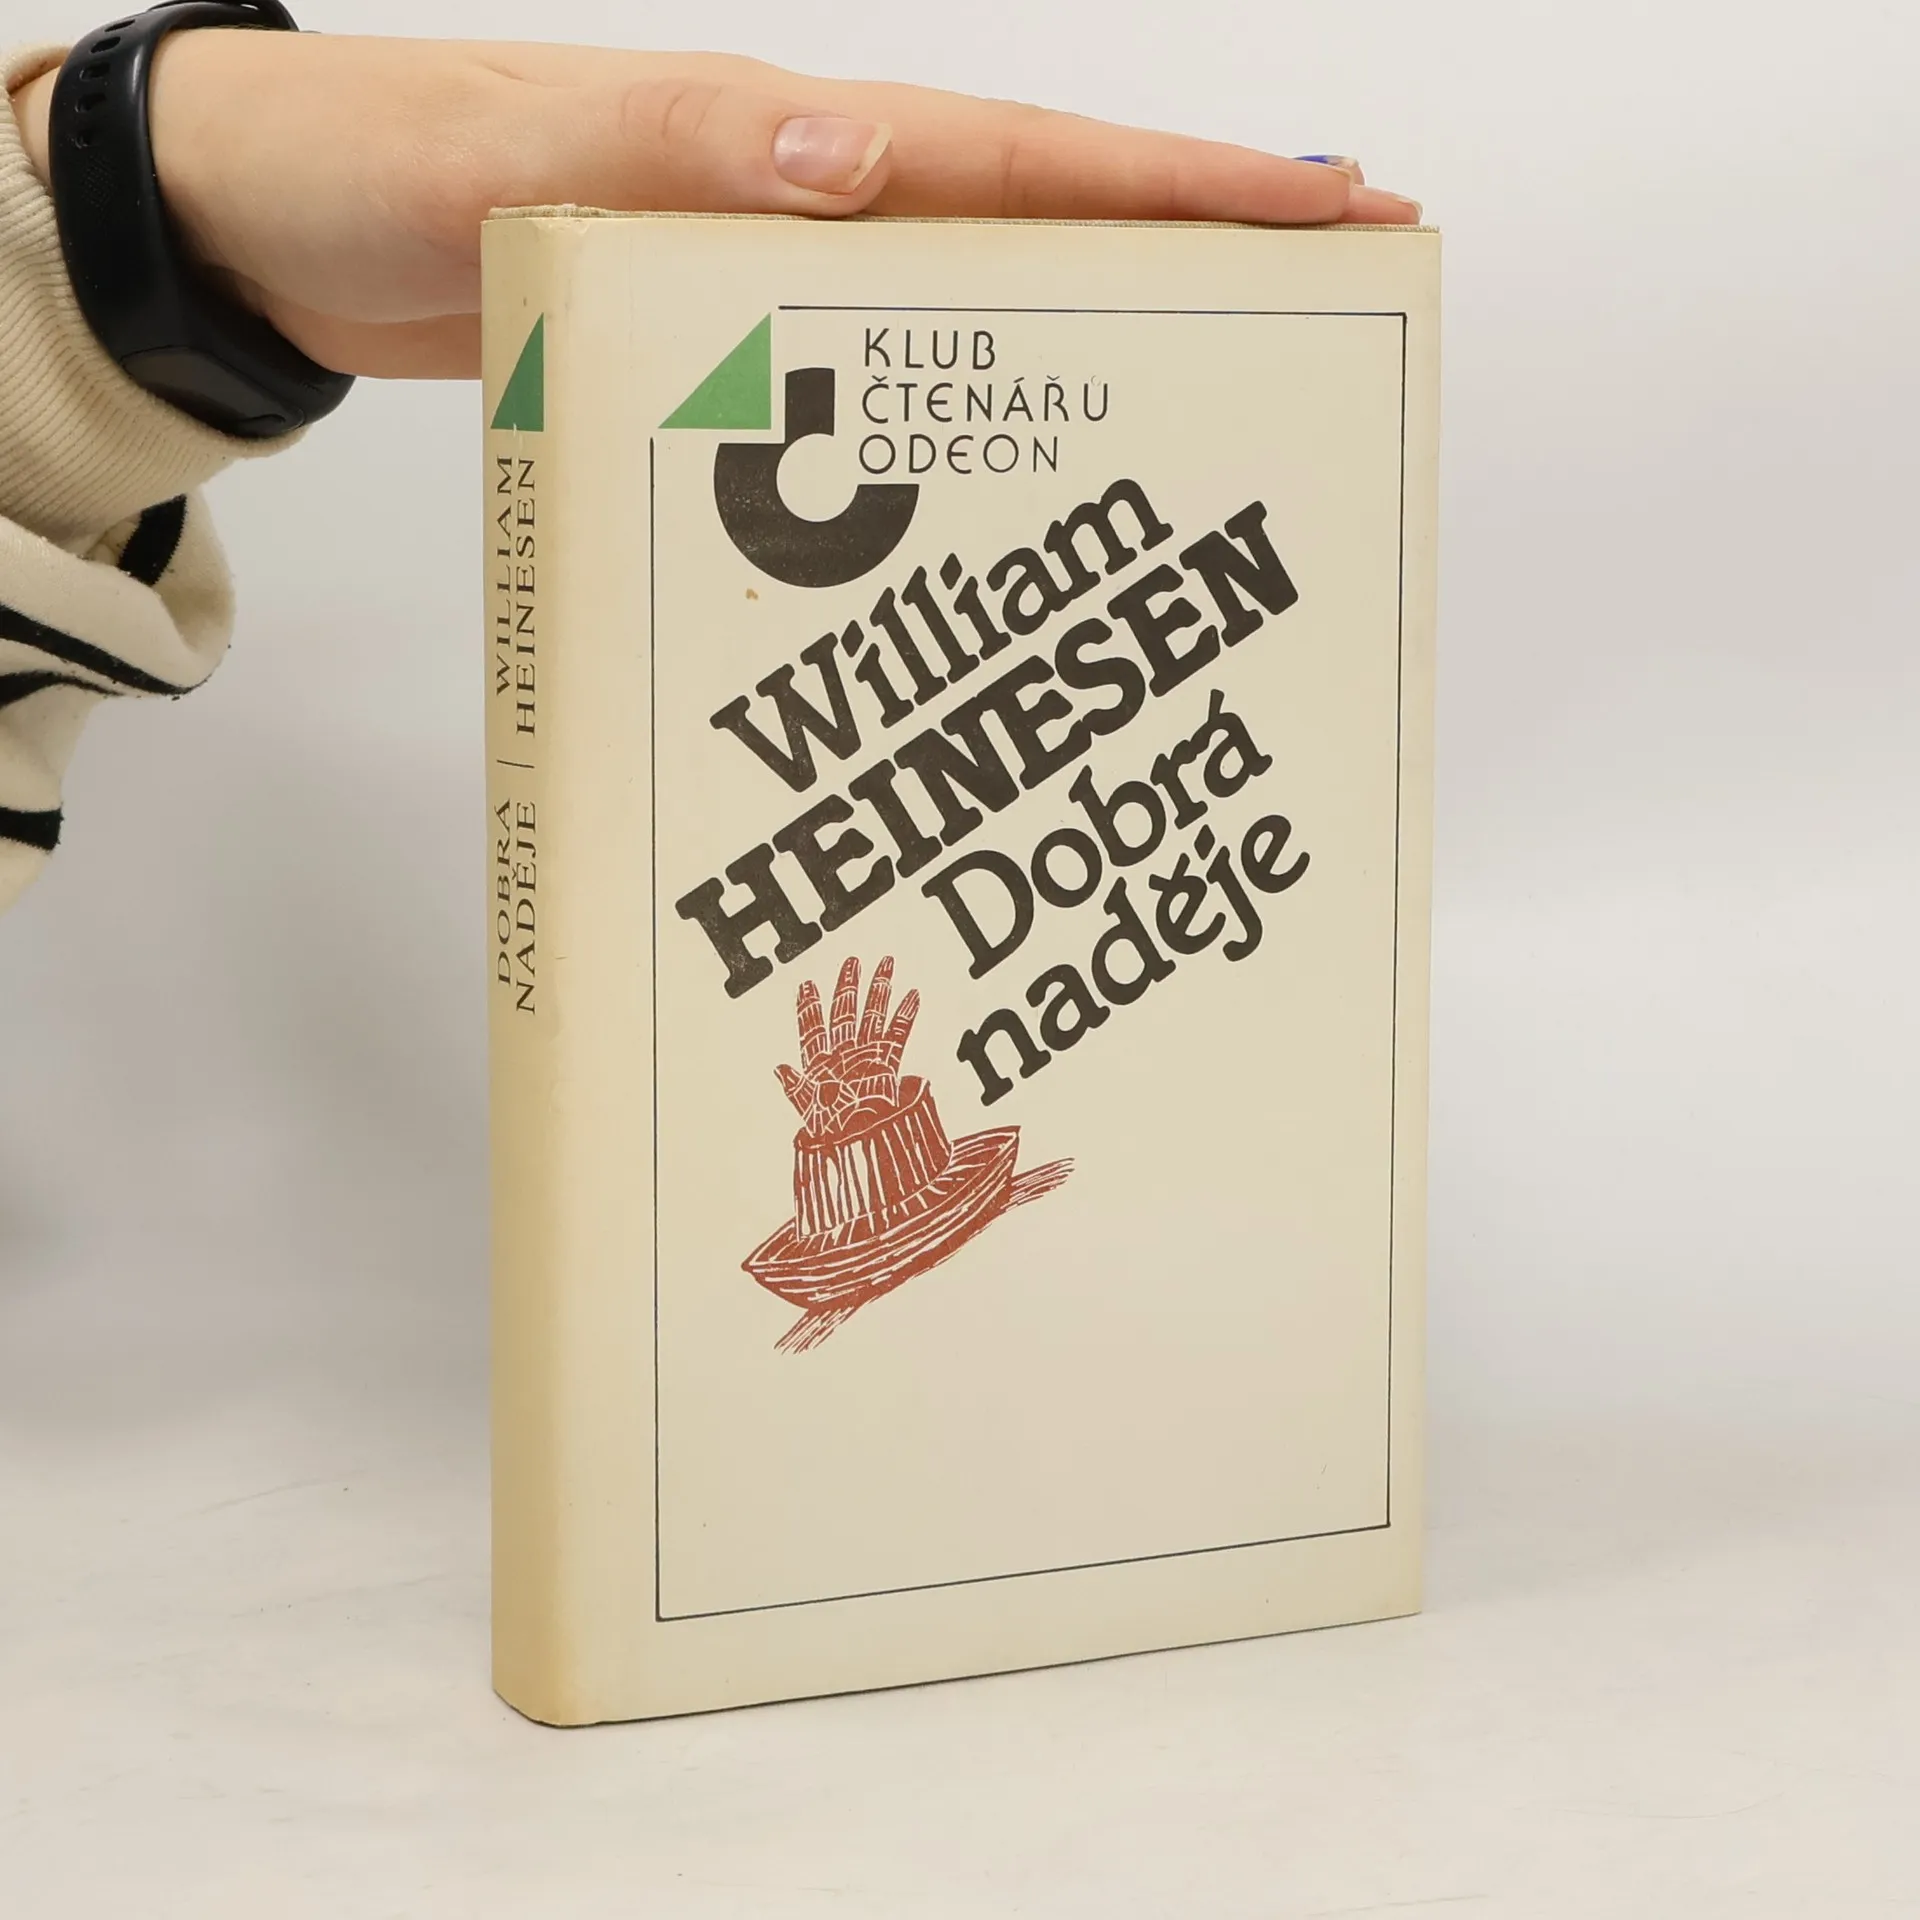 KLUB
ČTENÁŘŮ
ODEON
William
HEINESEN
Dobrá
naděje
WILLIAM
HEINESEN
DOBRÁ
NADĚJE